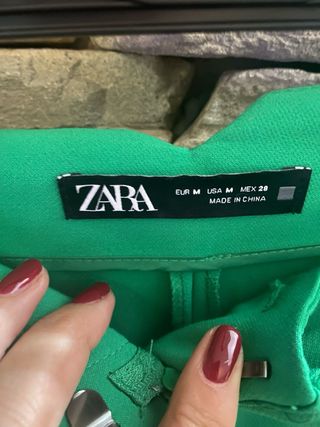 ZARA
EUR M USA M MEX 28
MADE IN CHINA